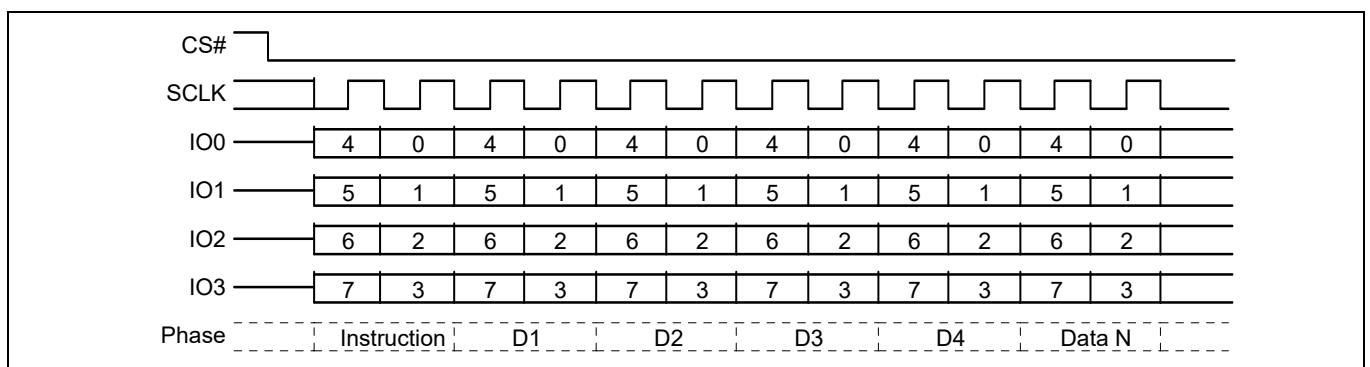 CS#
SCLK
IO0 4 0 4 0 4 0 4 0 4 0 4 0
IO1 5 1 5 1 5 1 5 1 5 1 5 1
IO2 6 2 6 2 6 2 6 2 6 2 6 2
IO3 7 3 7 3 7 3 7 3 7 3 7 3
Phase Instruction D1 D2 D3 D4 Data N